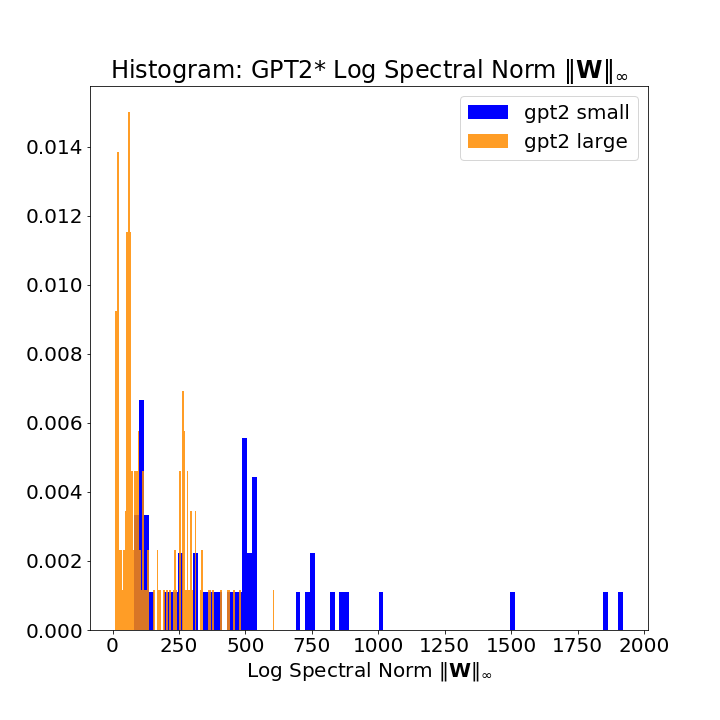 Histogram: GPT2* Log Spectral Norm ‖W‖∞
gpt2 small
gpt2 large
0.014
0.012
0.010
0.008
0.006
0.004
0.002
0.000
0 250 500 750 1000 1250 1500 1750 2000
Log Spectral Norm ‖W‖∞